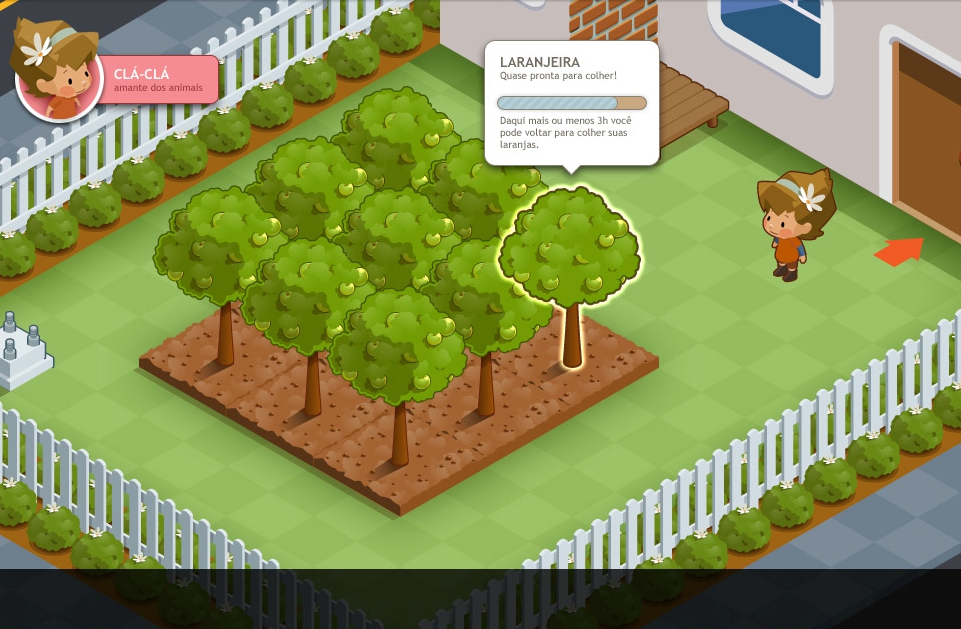 CLÁ-CLÁ
amante dos animais
LARANJEIRA
Quase pronta para colher!
Daqui mais ou menos 3h você
pode voltar para colher suas
laranjas.